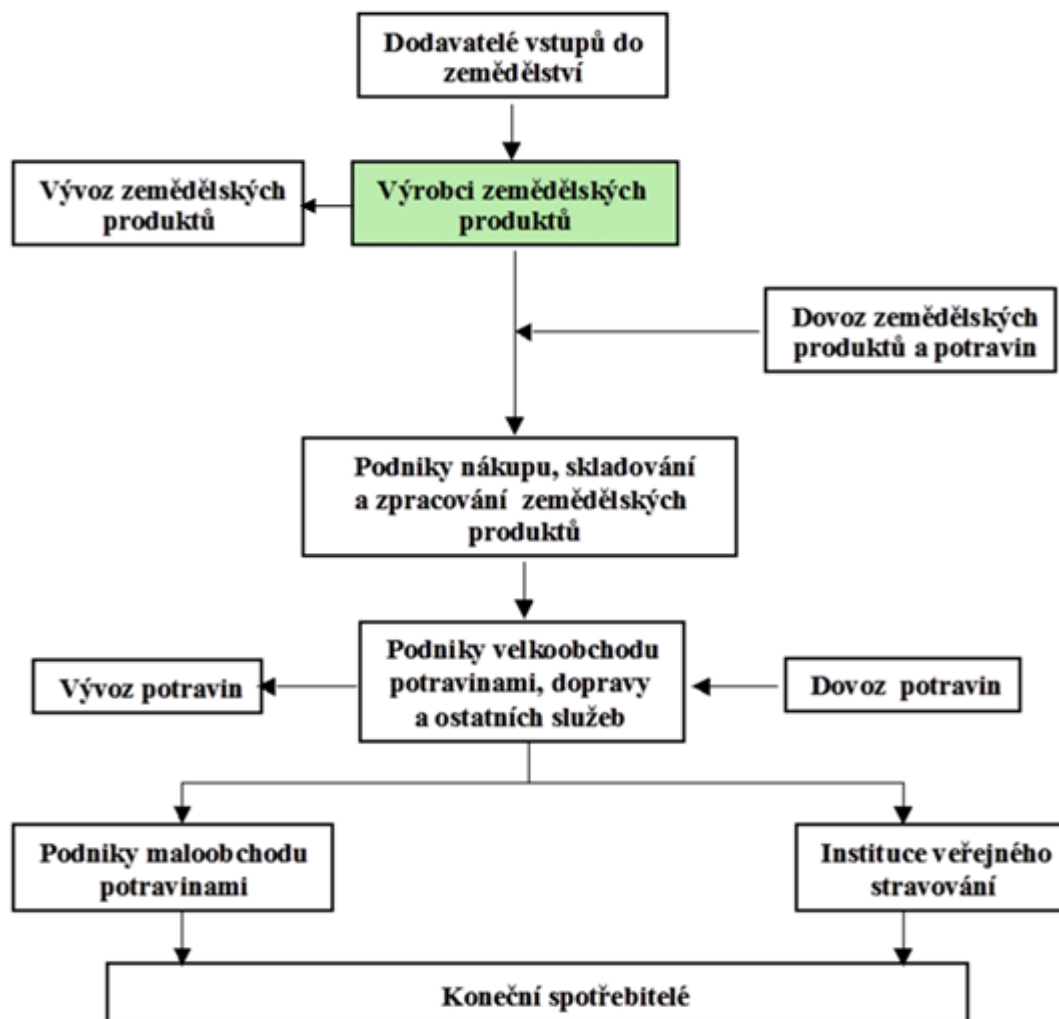 Dodavatelé vstupů do
zemědělství
Vývoz zemědělských
produktů
Výrobci zemědělských
produktů
Dovoz zemědělských
produktů a potravin
Podniky nákupu, skladování
a zpracování zemědělských
produktů
Podniky velkoobchodu
potravinami, dopravy
a ostatních služeb
Vývoz potravin
Dovoz potravin
Podniky maloobchodu
potravinami
Instituce veřejného
stravování
Koneční spotřebitelé